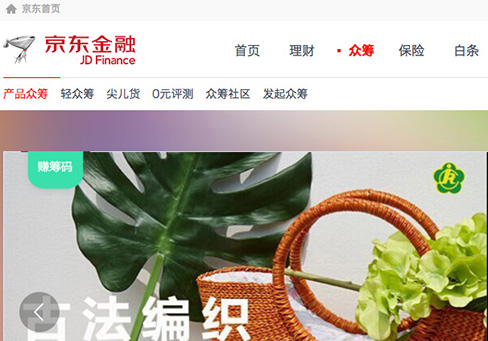 京东首页
京东金融
JD Finance
首页 理财 众筹 保险 白条
产品众筹 轻众筹 尖儿货 0元评测 众筹社区 发起众筹
赚筹码
古法编织